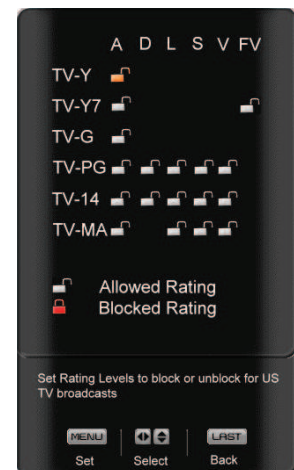 A D L S V FV
TV-Y
TV-Y7
TV-G
TV-PG
TV-14
TV-MA
Allowed Rating
Blocked Rating
Set Rating Levels to block or unblock for US
TV broadcasts
MENU LAST
Set Select Back